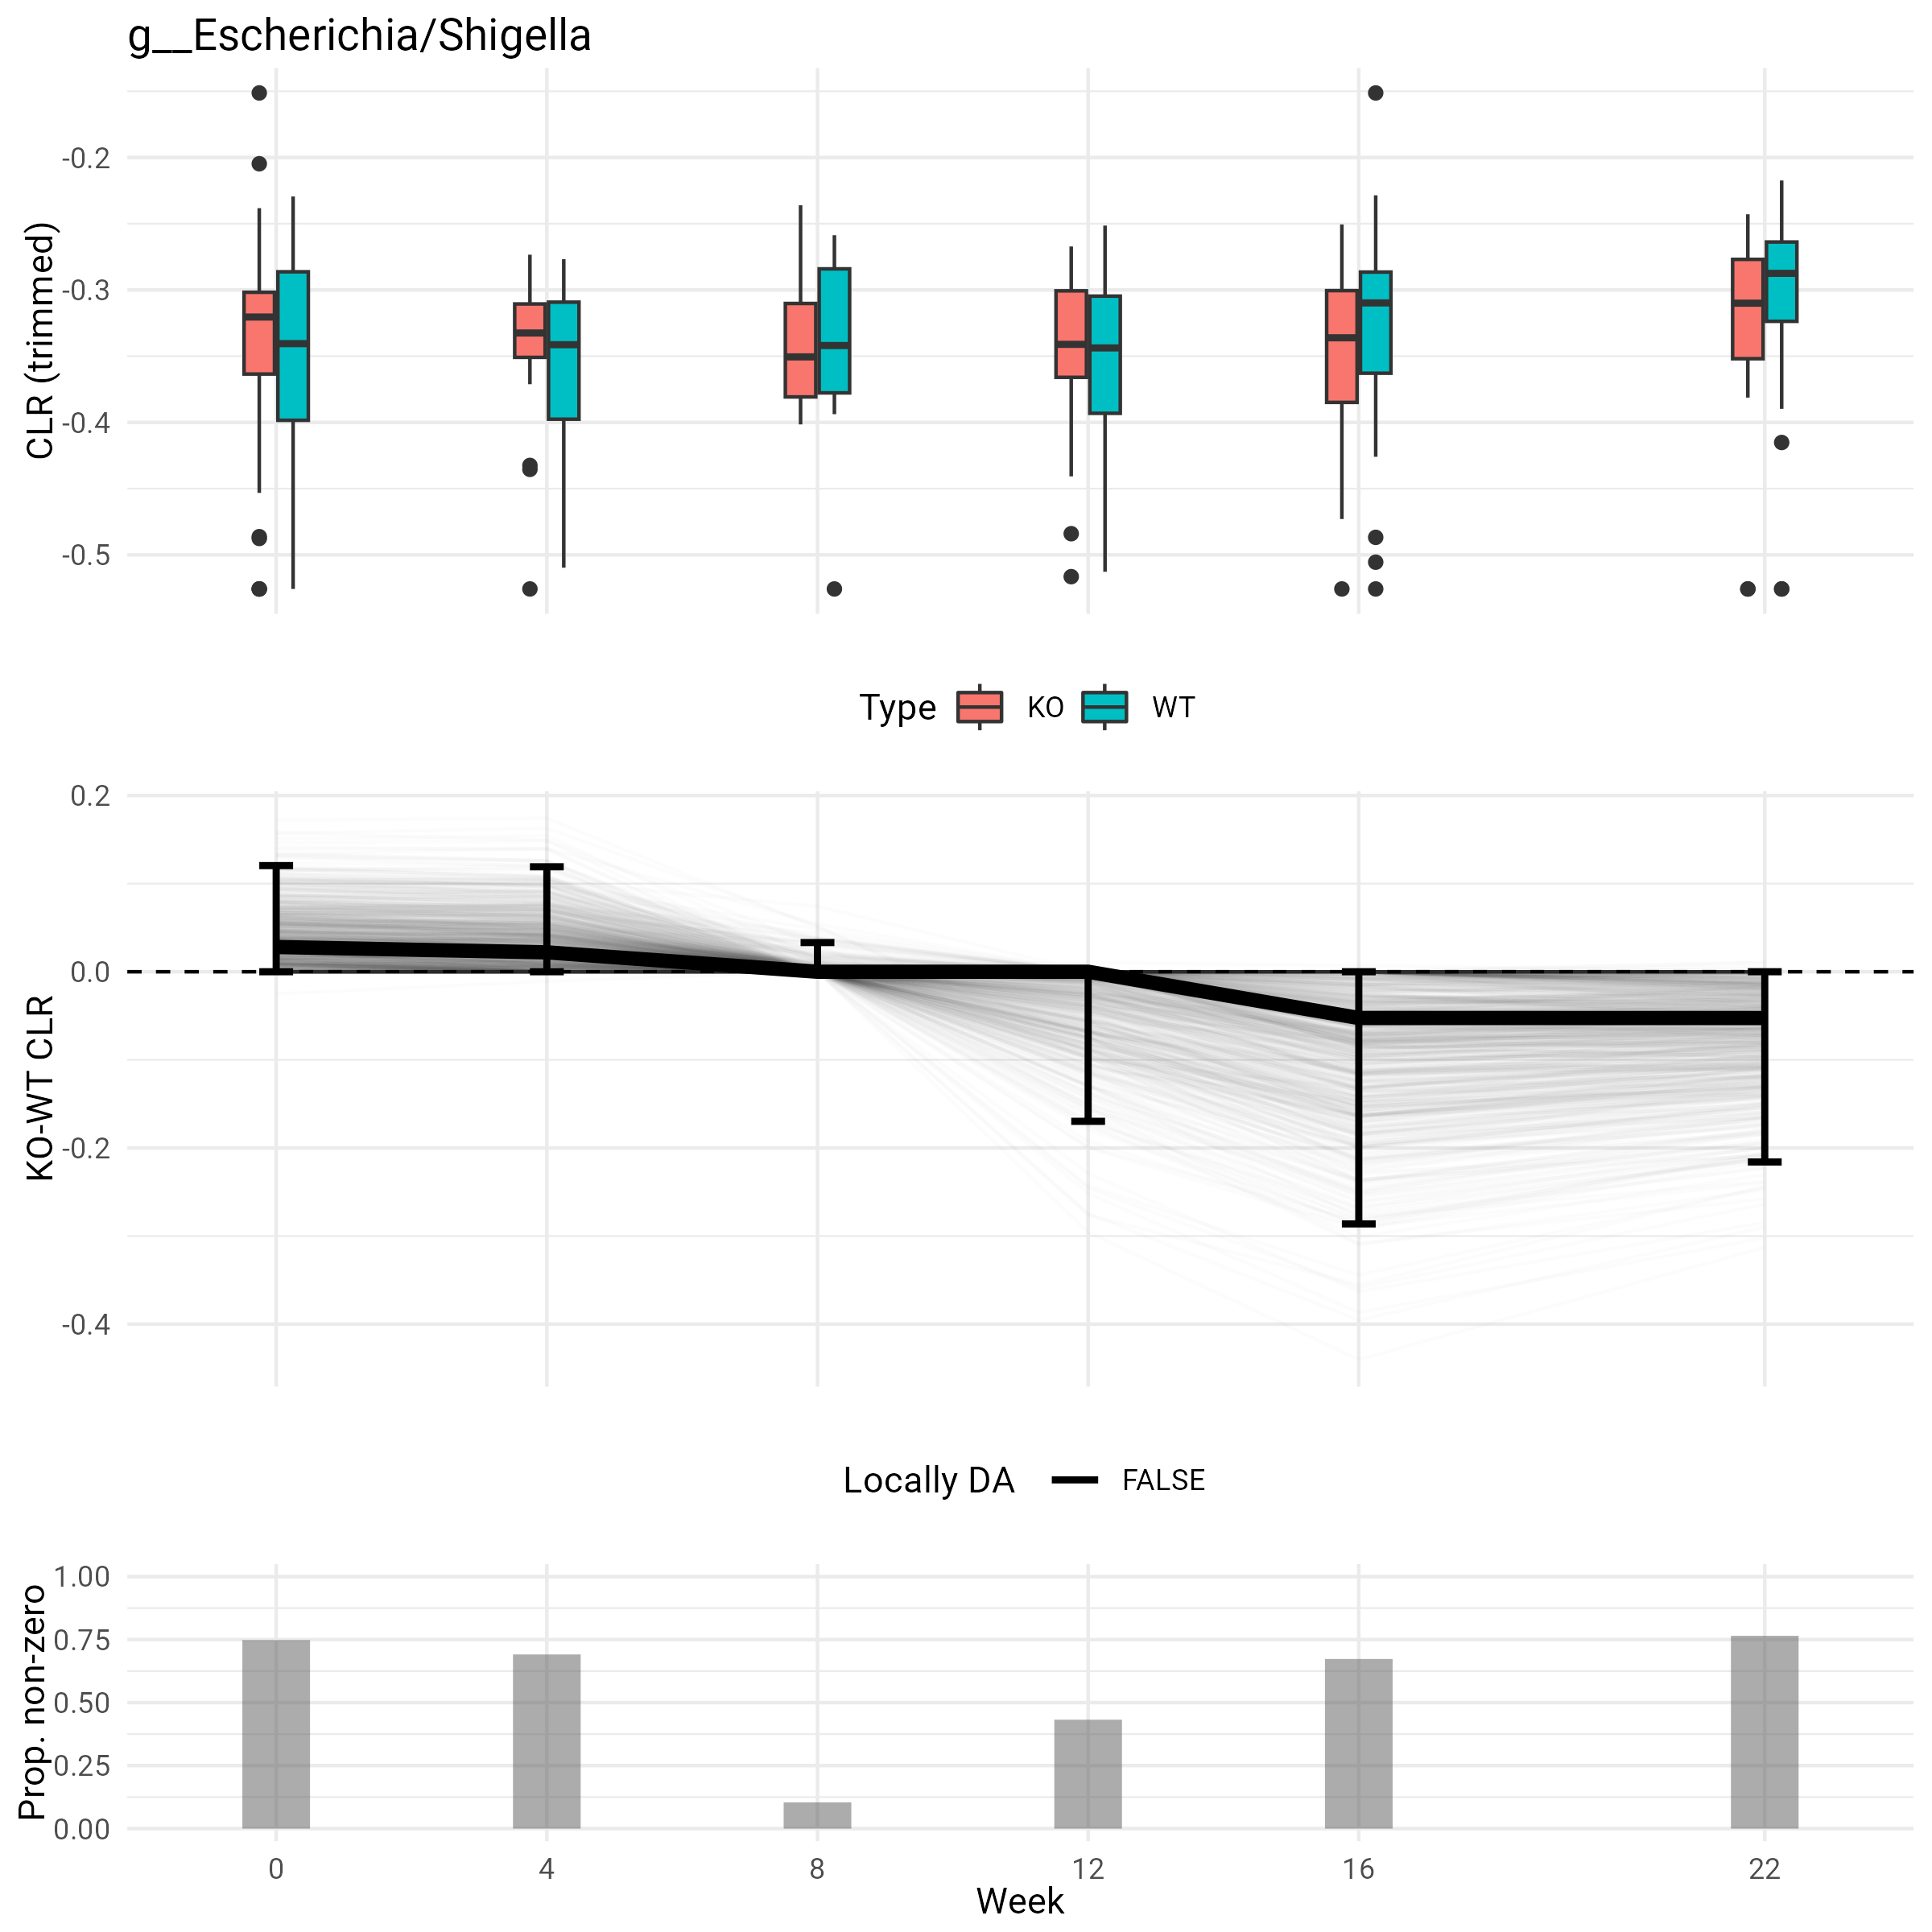 g__Escherichia/Shigella
CLR (trimmed)
-0.2
-0.3
-0.4
-0.5
Type KO WT
KO-WT CLR
0.2
0.0
-0.2
-0.4
Locally DA FALSE
Prop. non-zero
1.00
0.75
0.50
0.25
0.00
0 4 8 12 16 22
Week